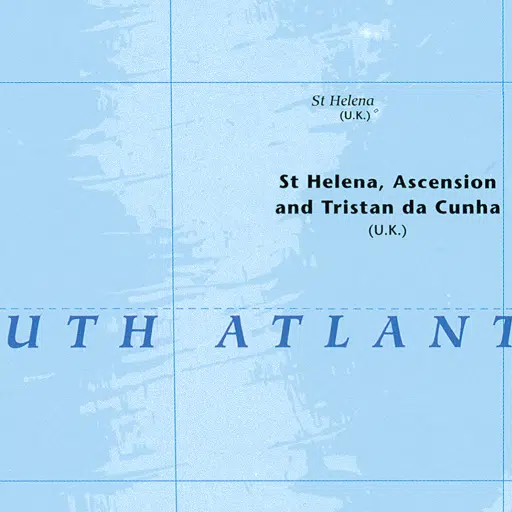 St Helena
(U.K.)
St Helena, Ascension
and Tristan da Cunha
(U.K.)
UTH ATLANT